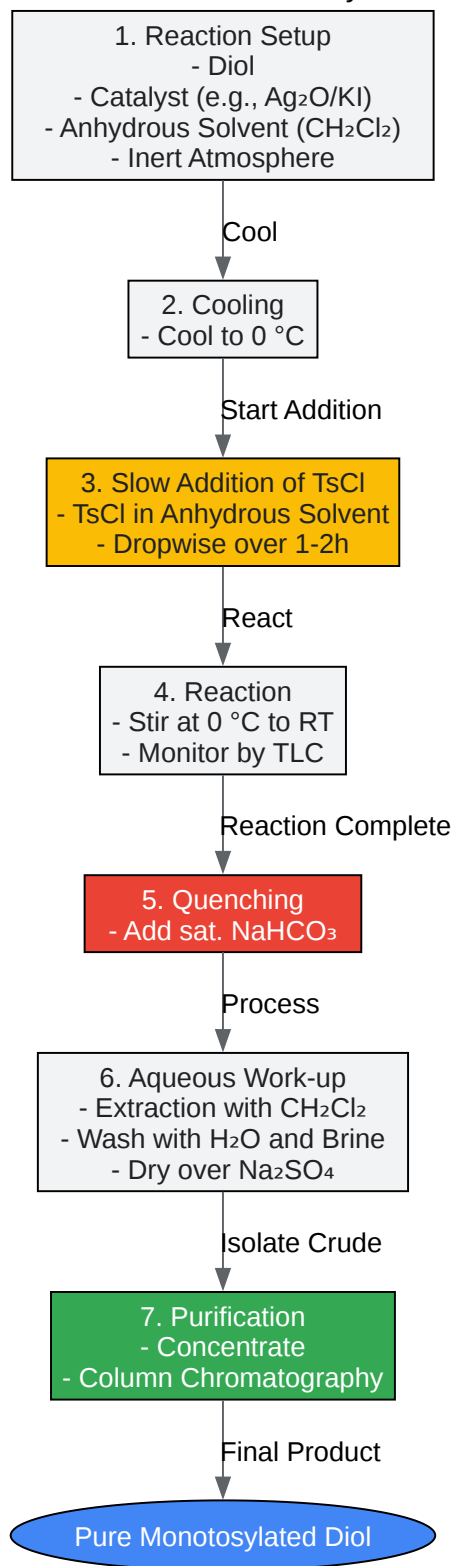 1. Reaction Setup
- Diol
- Catalyst (e.g., Ag₂O/KI)
- Anhydrous Solvent (CH₂Cl₂)
- Inert Atmosphere
Cool
2. Cooling
- Cool to 0 °C
Start Addition
3. Slow Addition of TsCl
- TsCl in Anhydrous Solvent
- Dropwise over 1-2h
React
4. Reaction
- Stir at 0 °C to RT
- Monitor by TLC
Reaction Complete
5. Quenching
- Add sat. NaHCO₃
Process
6. Aqueous Work-up
- Extraction with CH₂Cl₂
- Wash with H₂O and Brine
- Dry over Na₂SO₄
Isolate Crude
7. Purification
- Concentrate
- Column Chromatography
Final Product
Pure Monotosylated Diol